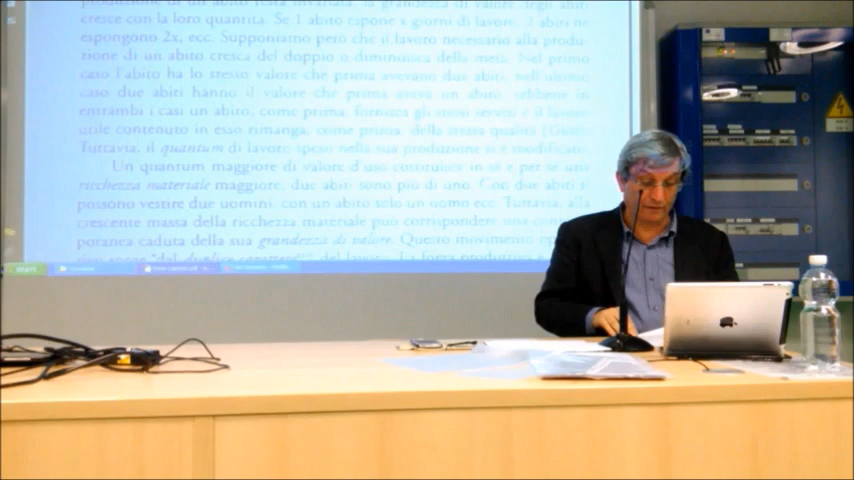 produzione di un abito resta invariata, la grandezza di valore degli abiti
cresce con la loro quantità. Se 1 abito espone x giorni di lavoro, 2 abiti ne
espongono 2x, ecc. Supponiamo però che il lavoro necessario alla produ-
zione di un abito cresca del doppio o diminuisca della metà. Nel primo
caso l'abito ha lo stesso valore che prima avevano due abiti, nell'ultimo
caso due abiti hanno il valore che prima aveva un abito, sebbene in
entrambi i casi un abito, come prima, fornisca gli stessi servizi e il lavoro
utile contenuto in esso rimanga, come prima, della stessa qualità
Tuttavia, il quantum di lavoro speso nella sua produzione si è modificato.
Un quantum maggiore di valore d'uso costituisce in sé e per sé una
ricchezza materiale maggiore, due abiti sono più di uno. Con due abiti si
possono vestire due uomini, con un abito solo un uomo ecc. Tuttavia, alla
crescente massa della ricchezza materiale può corrispondere una
poranea caduta della sua grandezza di valore. Questo movimento
dal duplice carattere del lavoro. La forza produttiva è
start